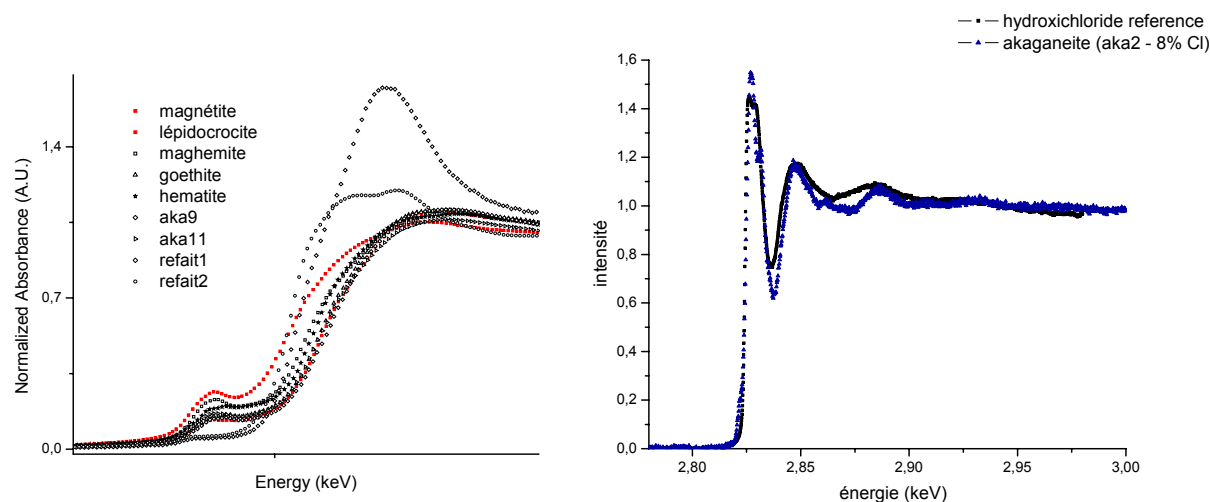 Normalized Absorbance (A.U.)
1,4
0,7
0,0
magnétite
lépidocrocite
maghemite
goethite
hematite
aka9
aka11
refait1
refait2
Energy (keV)
hydroxichloride reference
akaganeite (aka2 - 8% Cl)
intensité
1,6
1,4
1,2
1,0
0,8
0,6
0,4
0,2
0,0
2,80
2,85
2,90
2,95
3,00
énergie (keV)